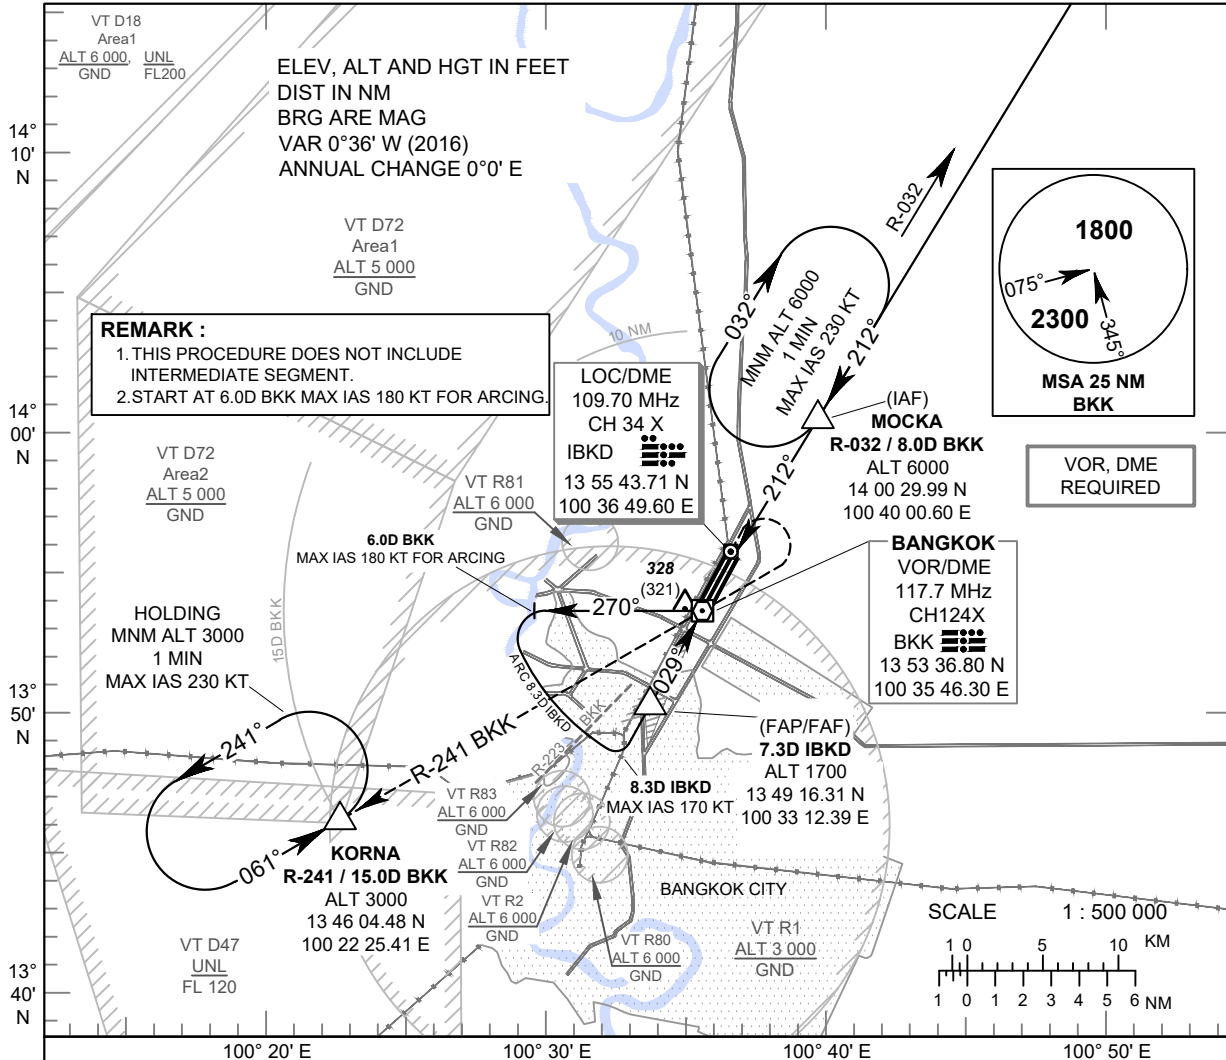 VT D18
Area1
ALT 6 000, UNL
GND FL200
ELEV, ALT AND HGT IN FEET
DIST IN NM
BRG ARE MAG
VAR 0°36' W (2016)
ANNUAL CHANGE 0°0' E
14°
10'
N
VT D72
Area1
ALT 5 000
GND
R-032
032°
MNM ALT 6000
1 MIN
MAX IAS 230 KT
212°
1800
075°
2300
345°
MSA 25 NM
BKK
REMARK :
1. THIS PROCEDURE DOES NOT INCLUDE
INTERMEDIATE SEGMENT.
2. START AT 6.0D BKK MAX IAS 180 KT FOR ARCING.
10 NM
LOC/DME
109.70 MHz
CH 34 X
IBKD
13 55 43.71 N
100 36 49.60 E
(IAF)
MOCKA
R-032 / 8.0D BKK
ALT 6000
14 00 29.99 N
100 40 00.60 E
212°
VOR, DME
REQUIRED
14°
00'
N
VT D72
Area2
ALT 5 000
GND
VT R81
ALT 6 000
GND
6.0D BKK
MAX IAS 180 KT FOR ARCING
328
(321)
270°
BANGKOK
VOR/DME
117.7 MHz
CH124X
BKK
13 53 36.80 N
100 35 46.30 E
HOLDING
MNM ALT 3000
1 MIN
MAX IAS 230 KT
15D BKK
ARC 8.3D IBKD
029°
13°
50'
N
241°
R-241 BKK
R-223 BKK
(FAP/FAF)
7.3D IBKD
ALT 1700
13 49 16.31 N
100 33 12.39 E
8.3D IBKD
MAX IAS 170 KT
VT R83
ALT 6 000
GND
VT R82
ALT 6 000
GND
VT R2
ALT 6 000
GND
061°
KORNA
R-241 / 15.0D BKK
ALT 3000
13 46 04.48 N
100 22 25.41 E
BANGKOK CITY
VT R80
ALT 6 000
GND
VT R1
ALT 3 000
GND
VT D47
UNL
FL 120
SCALE 1 : 500 000
1 0 5 10 KM
1 0 1 2 3 4 5 6 NM
13°
40'
N
100° 20' E 100° 30' E 100° 40' E 100° 50' E